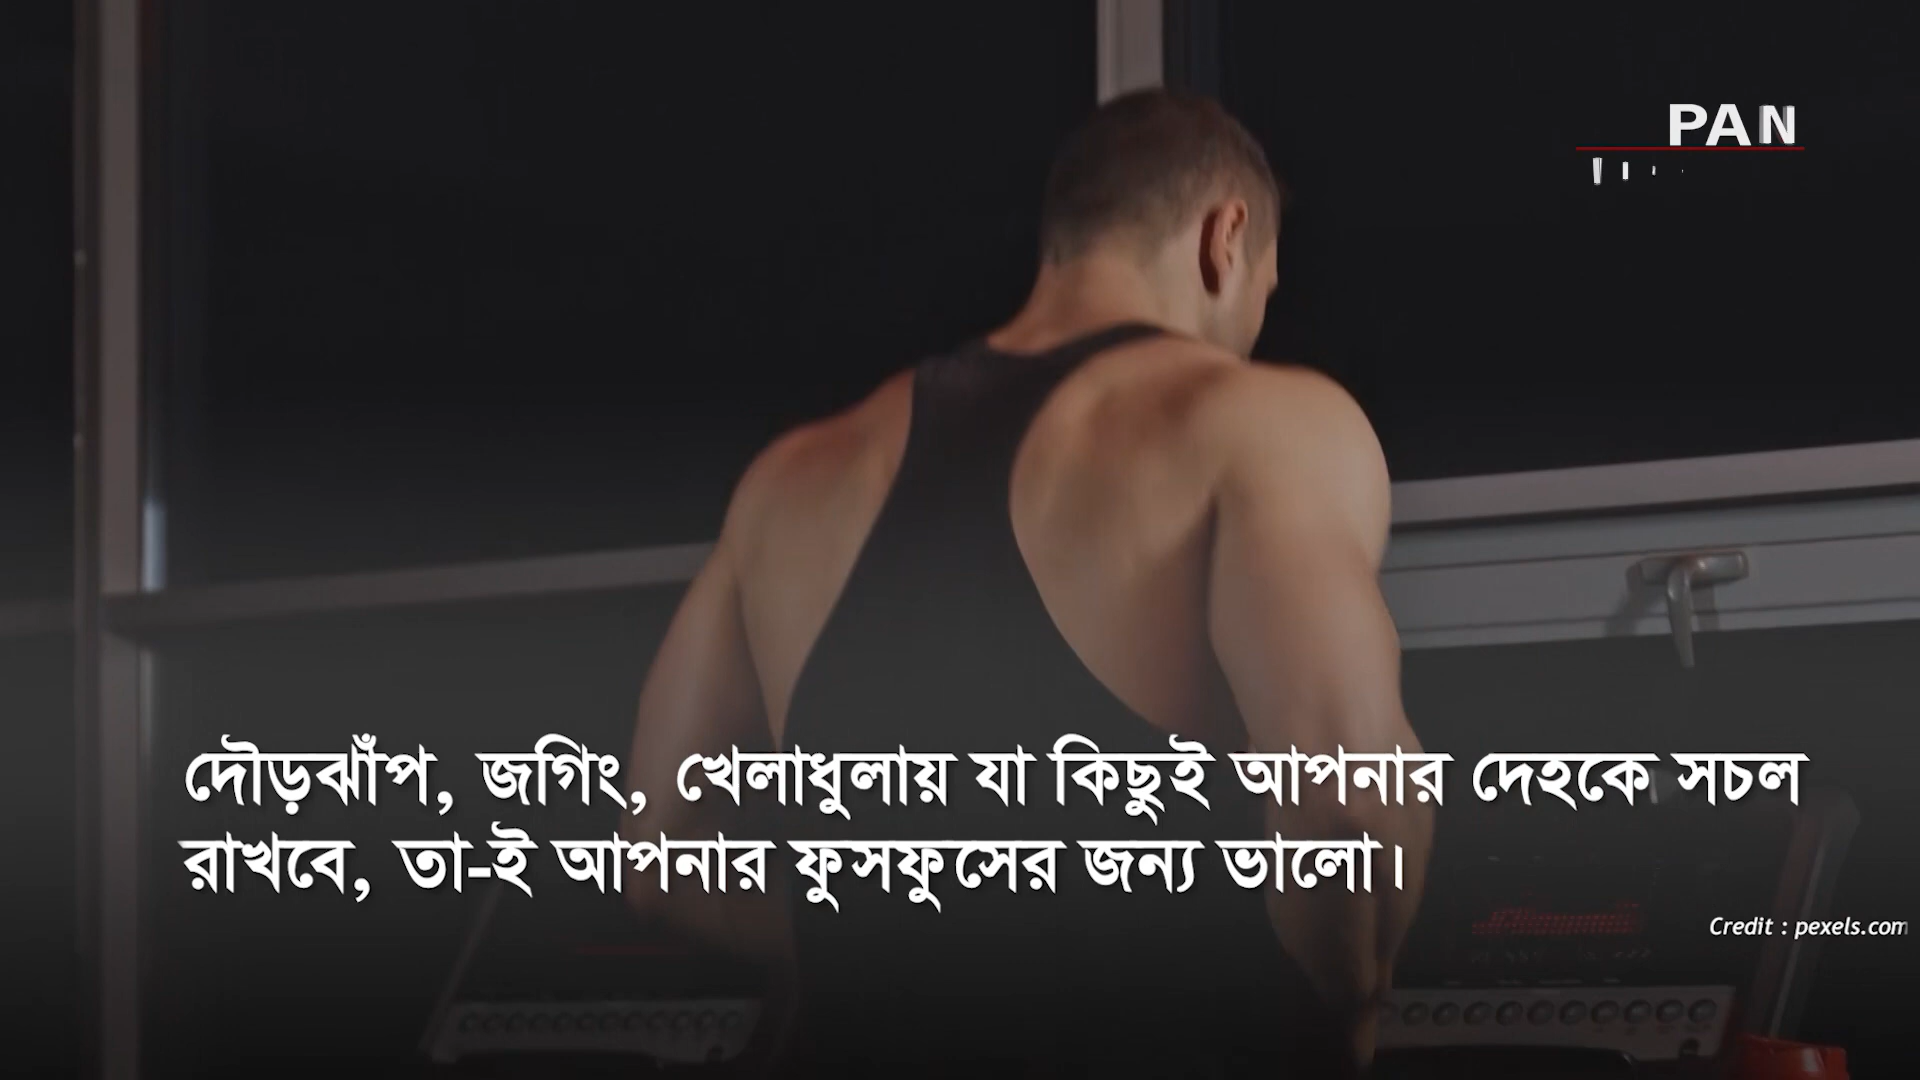 PAN
দৌড়ঝাঁপ, জগিং, খেলাধুলায় যা কিছুই আপনার দেহকে সচল
রাখবে, তা-ই আপনার ফুসফুসের জন্য ভালো।
Credit : pexels.com